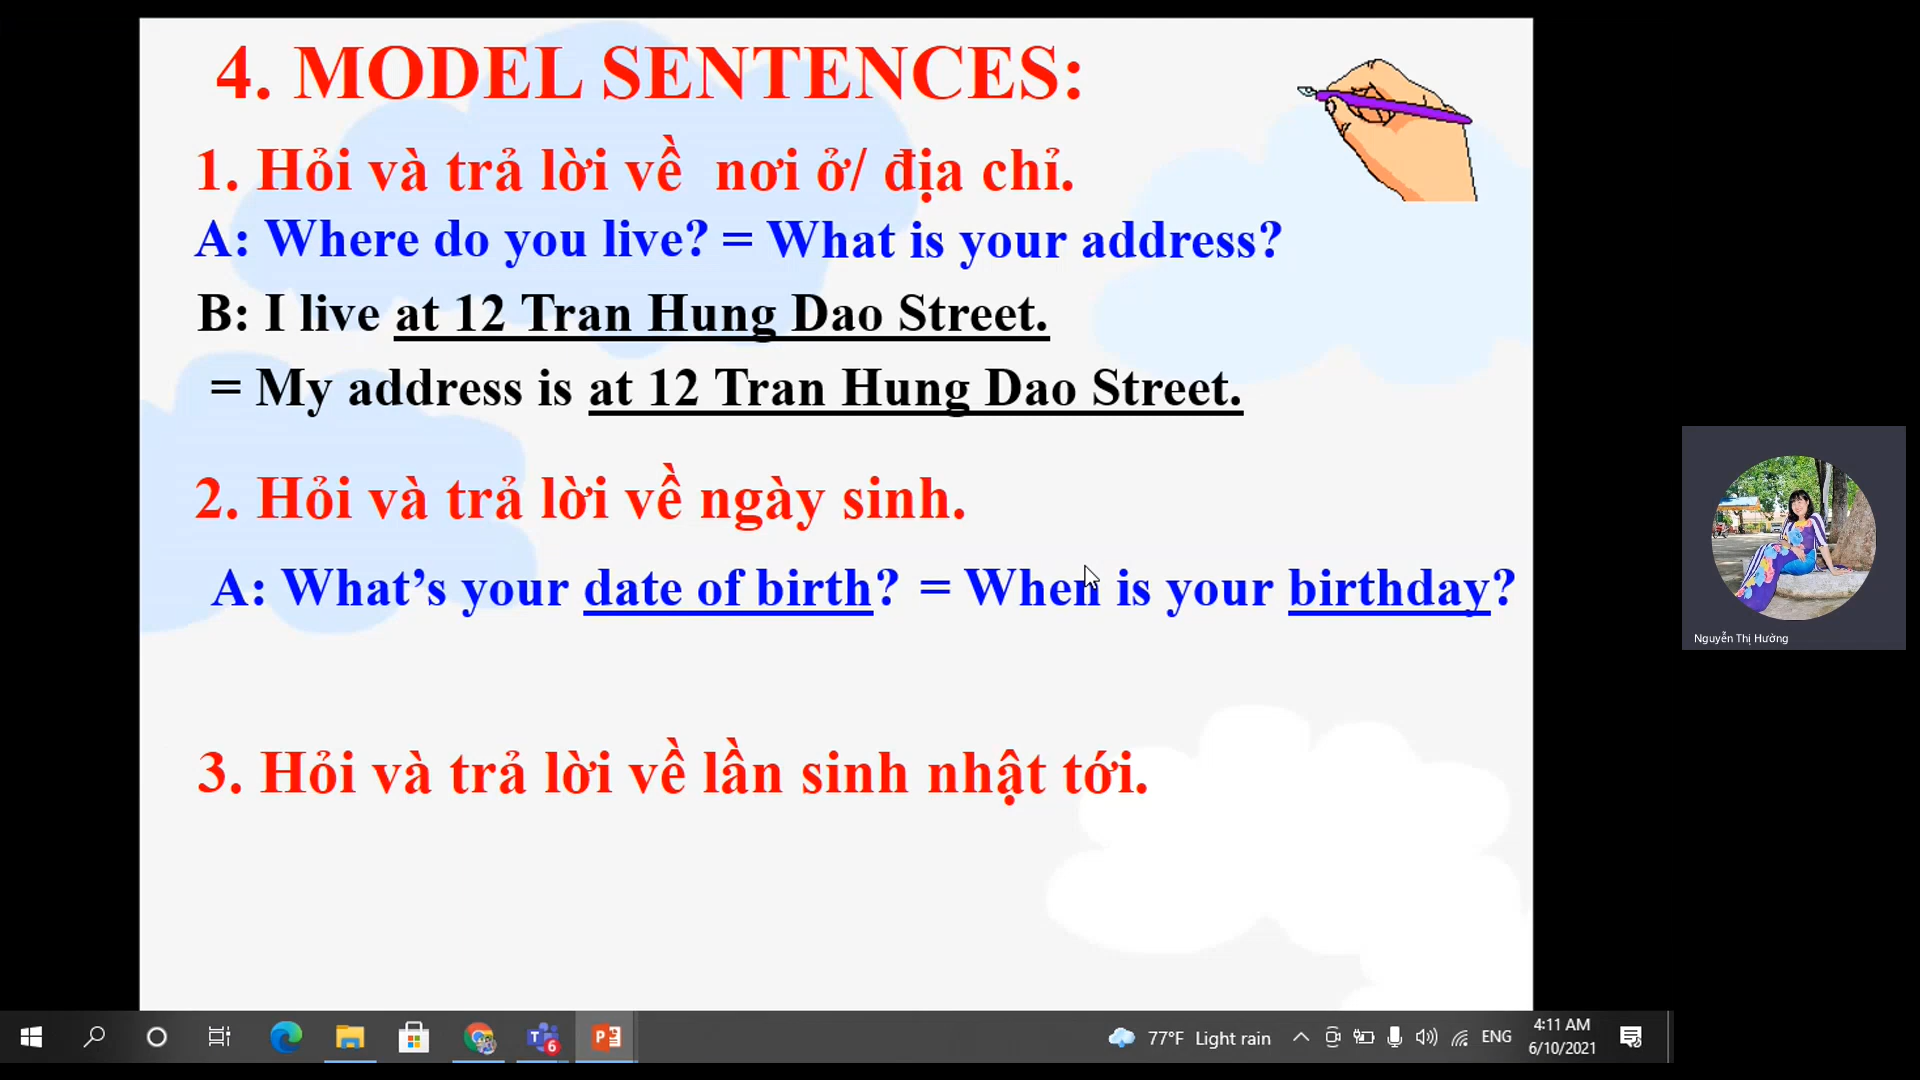 4. MODEL SENTENCES:
1. Hỏi và trả lời về nơi ở/ địa chỉ.
A: Where do you live? = What is your address?
B: I live at 12 Tran Hung Dao Street.
= My address is at 12 Tran Hung Dao Street.
2. Hỏi và trả lời về ngày sinh.
A: What’s your date of birth? = When is your birthday?
3. Hỏi và trả lời về lần sinh nhật tới.
Nguyễn Thị Hường
6
77°F Light rain
ENG
4:11 AM
6/10/2021